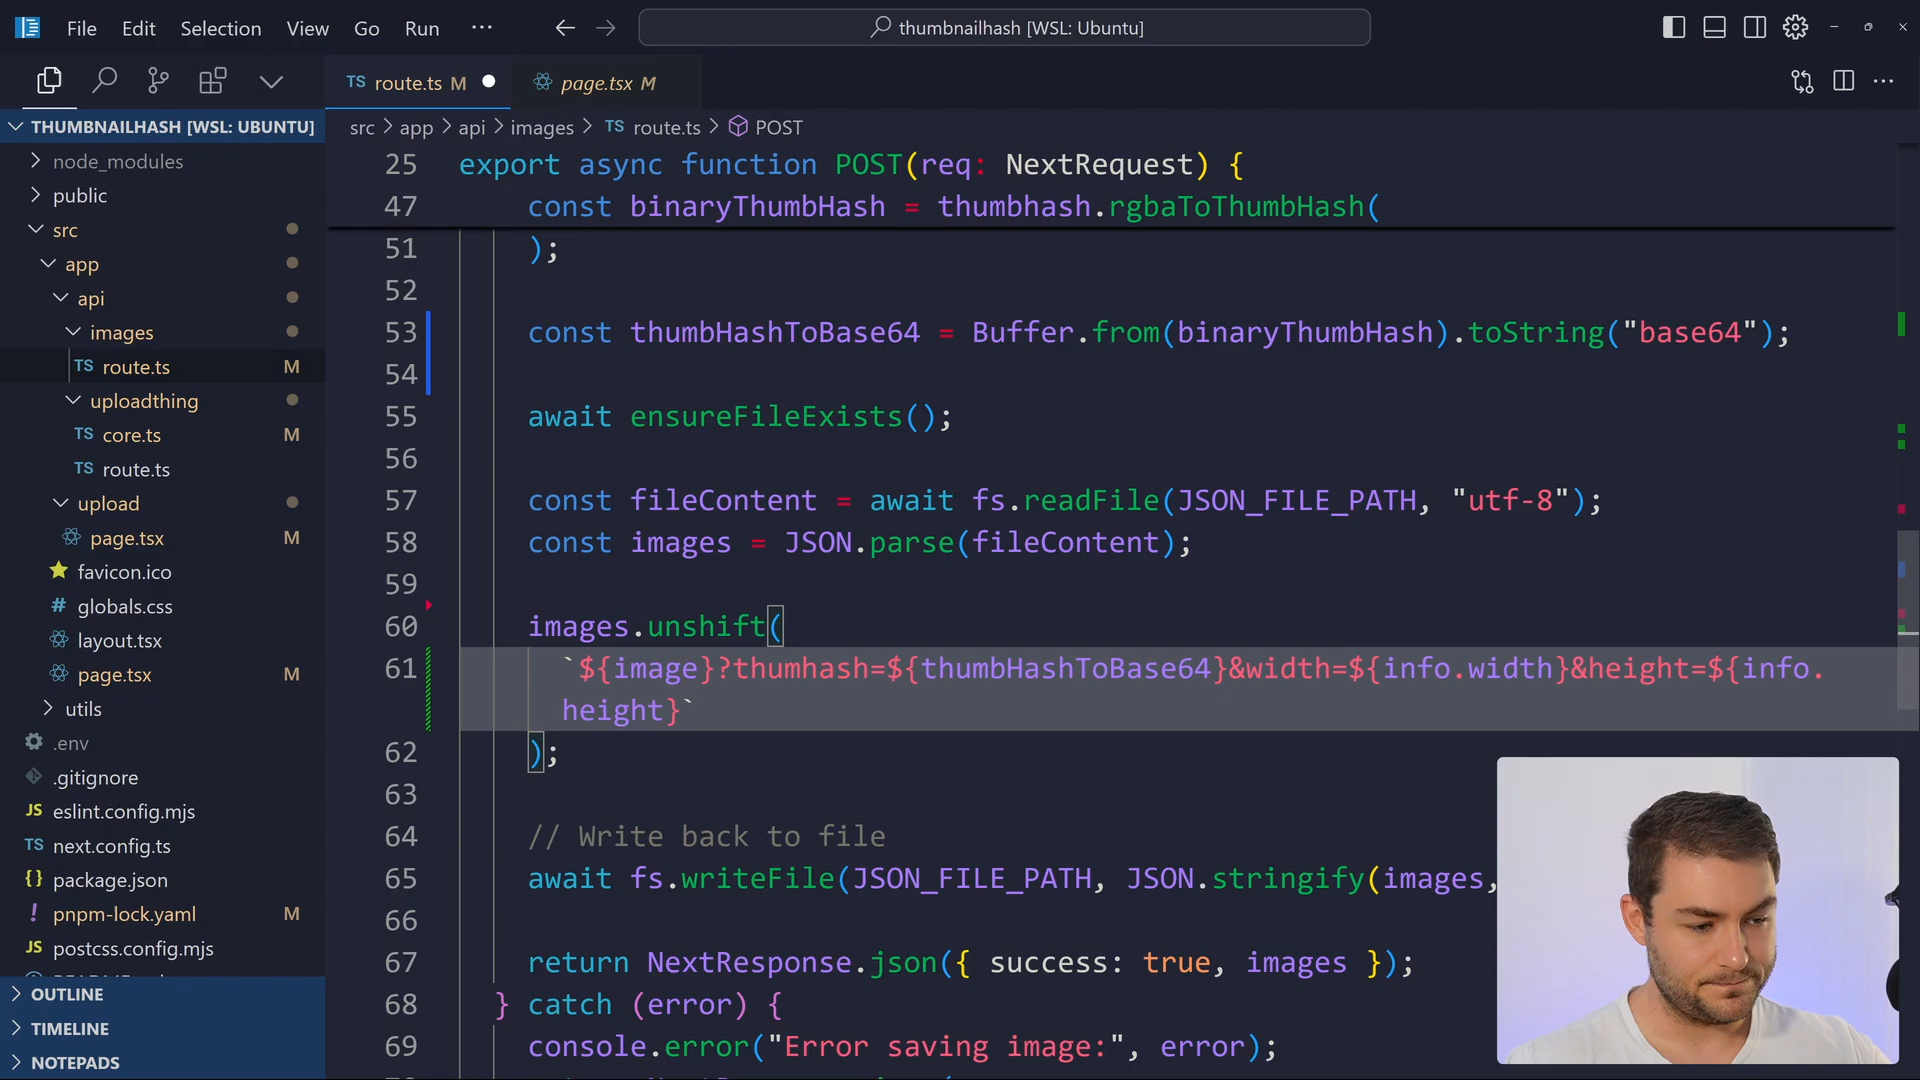 File Edit Selection View Go Run ···
thumbnailhash [WSL: Ubuntu]
THUMBNAILHASH [WSL: UBUNTU]
node_modules
public
src
app
api
images
TS route.ts M
uploadthing
TS core.ts M
TS route.ts
upload
page.tsx M
favicon.ico
# globals.css
layout.tsx
page.tsx M
utils
.env
.gitignore
JS eslint.config.mjs
TS next.config.ts
{} package.json
! pnpm-lock.yaml M
JS postcss.config.mjs
OUTLINE
TIMELINE
NOTEPADS
TS route.ts M
page.tsx M
src > app > api > images > TS route.ts > POST
25 export async function POST(req: NextRequest) {
47 const binaryThumbHash = thumbhash.rgbaToThumbHash(
51 );
52
53 const thumbHashToBase64 = Buffer.from(binaryThumbHash).toString("base64");
54
55 await ensureFileExists();
56
57 const fileContent = await fs.readFile(JSON_FILE_PATH, "utf-8");
58 const images = JSON.parse(fileContent);
59
60 images.unshift(
61 `${image}?thumhash=${thumbHashToBase64}&width=${info.width}&height=${info.
height}`
62 );
63
64 // Write back to file
65 await fs.writeFile(JSON_FILE_PATH, JSON.stringify(images,
66
67 return NextResponse.json({ success: true, images });
68 } catch (error) {
69 console.error("Error saving image:", error);